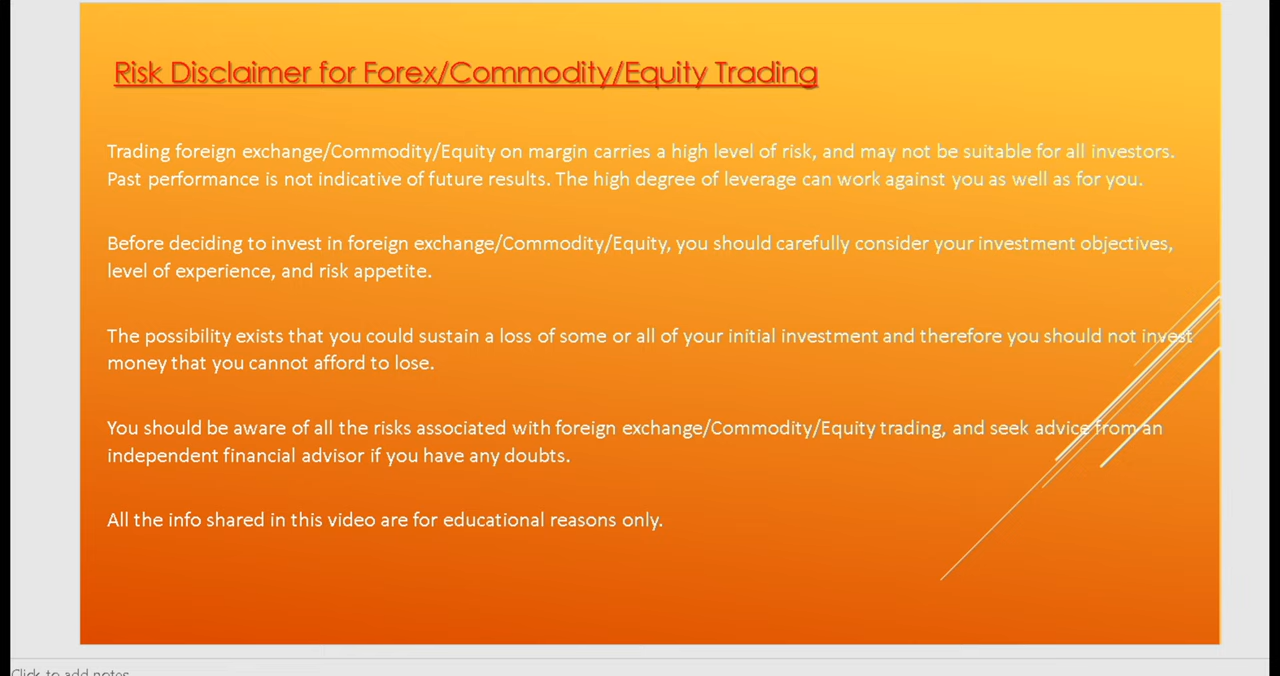 Risk Disclaimer for Forex/Commodity/Equity Trading
Trading foreign exchange/Commodity/Equity on margin carries a high level of risk, and may not be suitable for all investors.
Past performance is not indicative of future results. The high degree of leverage can work against you as well as for you.
Before deciding to invest in foreign exchange/Commodity/Equity, you should carefully consider your investment objectives,
level of experience, and risk appetite.
The possibility exists that you could sustain a loss of some or all of your initial investment and therefore you should not invest
money that you cannot afford to lose.
You should be aware of all the risks associated with foreign exchange/Commodity/Equity trading, and seek advice from an
independent financial advisor if you have any doubts.
All the info shared in this video are for educational reasons only.
Click to add notes